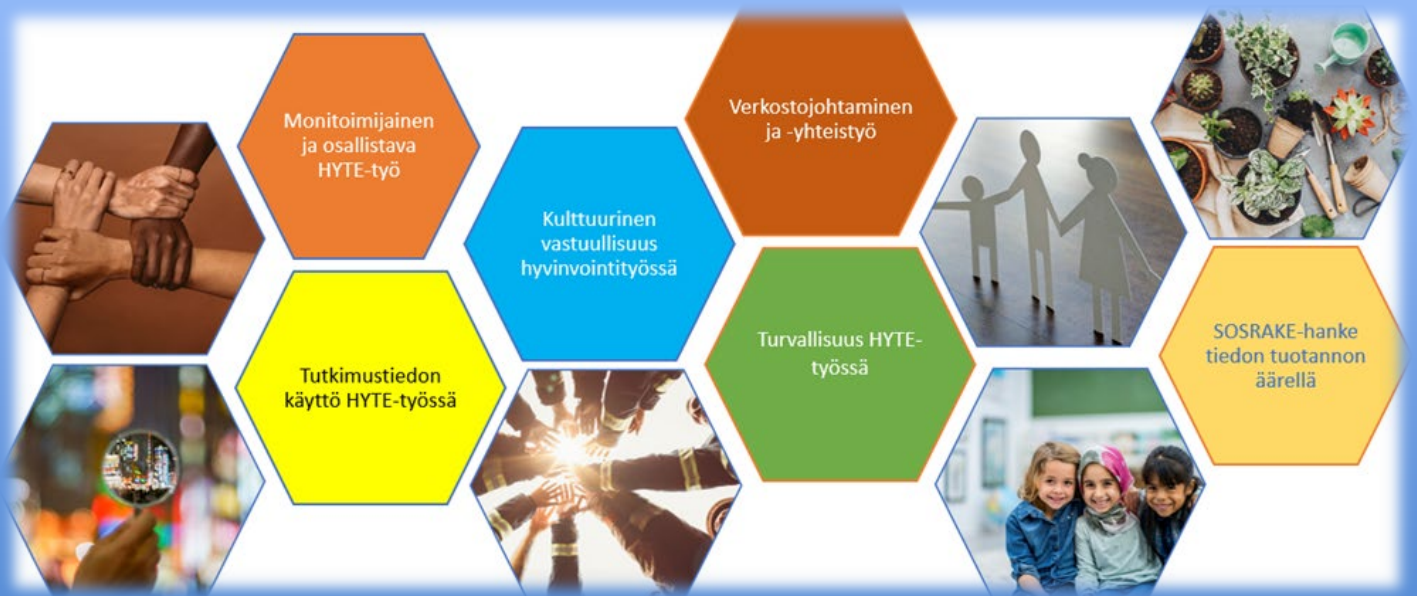 Monitoimijainen
ja osallistava
HYTE-työ
Tutkimustiedon
käyttö HYTE-työssä
Kulttuurinen
vastuullisuus
hyvinvointityössä
Verkostojohtaminen
ja -yhteistyö
Turvallisuus HYTE-
työssä
SOSRAKE-hanke
tiedon tuotannon
äärellä